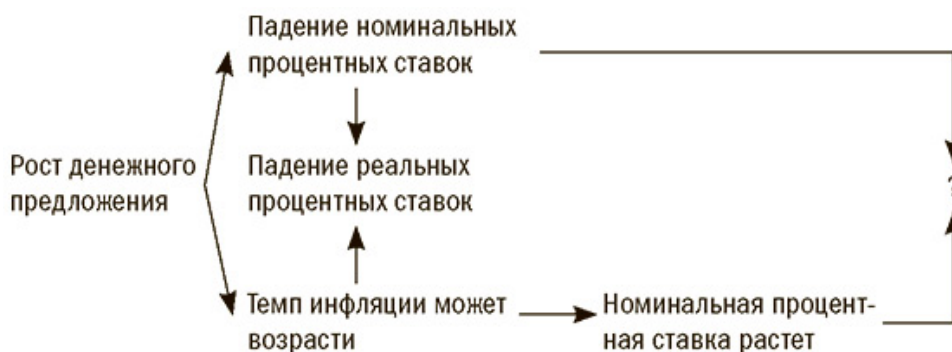 Падение номинальных
процентных ставок
Рост денежного
предложения
Падение реальных
процентных ставок
Темп инфляции может
возрасти
Номинальная процент-
ная ставка растет